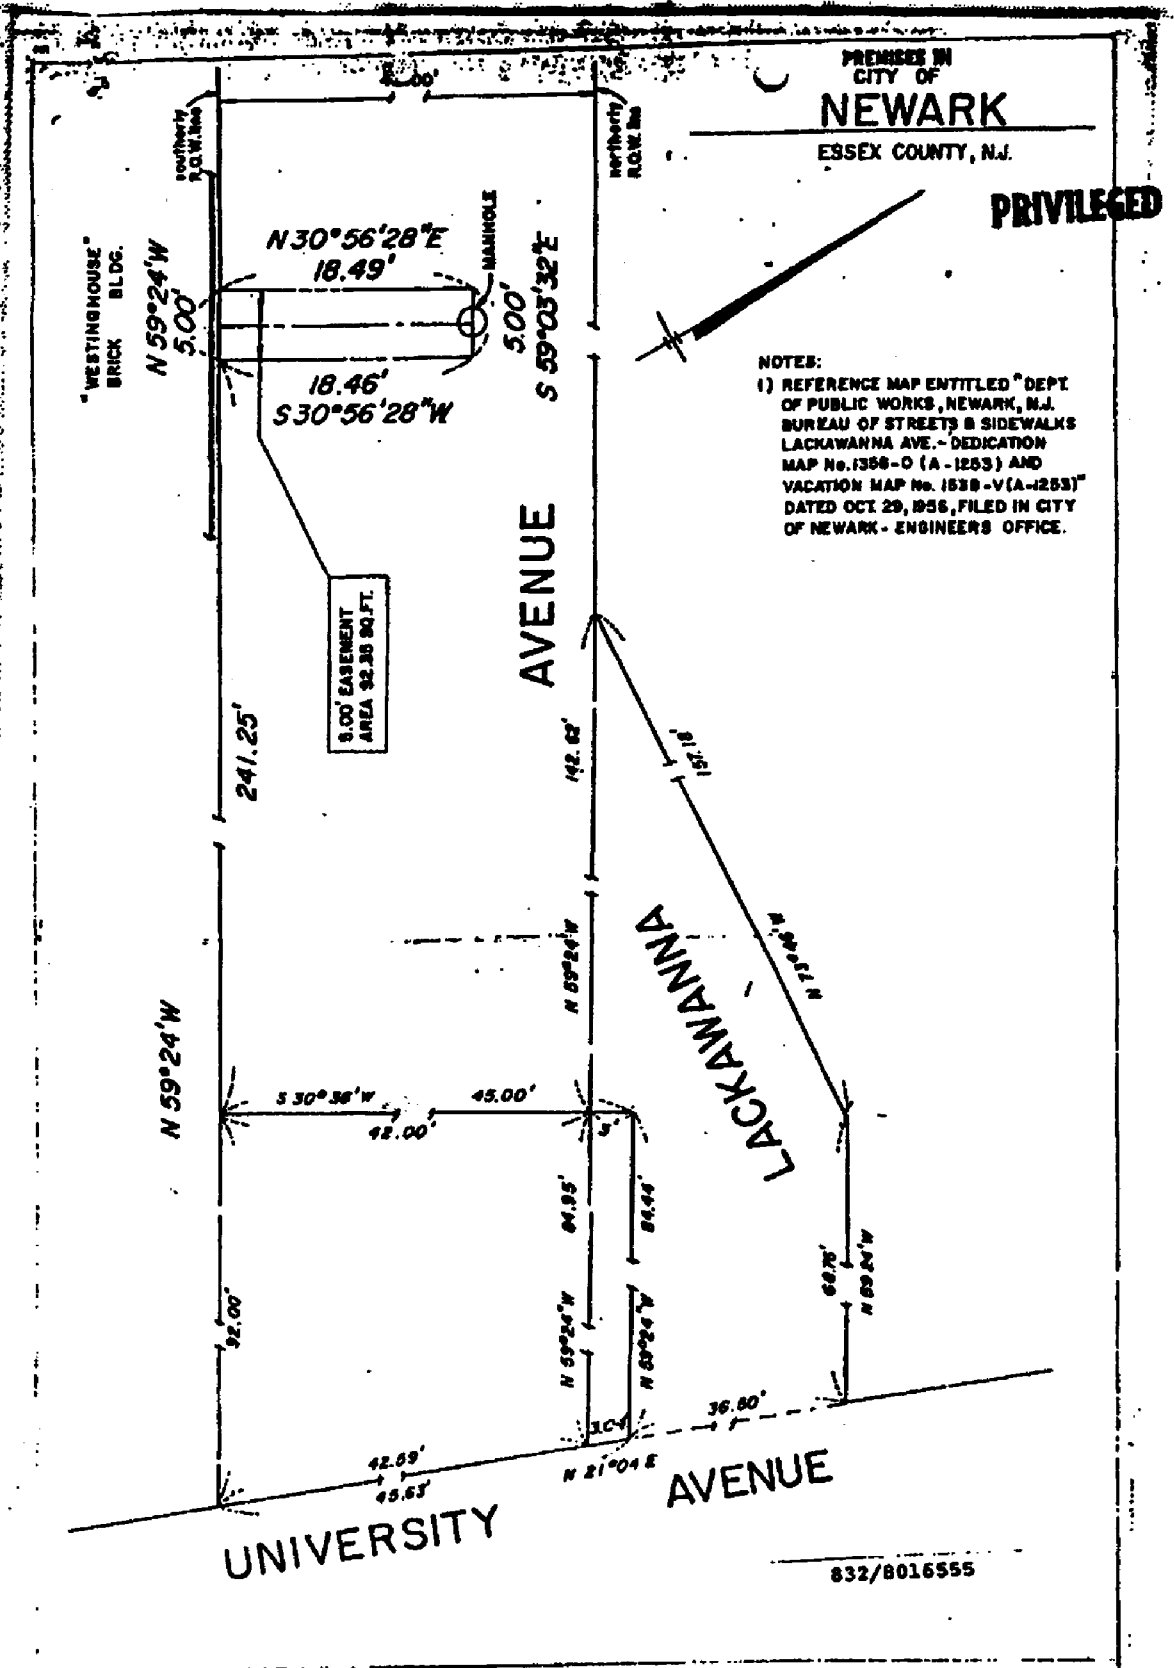 PREMISES IN
CITY OF
NEWARK
ESSEX COUNTY, N.J.
PRIVILEGED
southerly
R.O.W. line
northerly
R.O.W. line
"WESTINGHOUSE"
BRICK BLDG.
N 59°24'W
5.00'
N 30°56'28"E
18.49'
MANHOLE
5.00'
S 59°03'32"E
18.46'
S 30°56'28"W
NOTES:
1) REFERENCE MAP ENTITLED "DEPT.
OF PUBLIC WORKS, NEWARK, N.J.
BUREAU OF STREETS & SIDEWALKS
LACKAWANNA AVE.- DEDICATION
MAP No. (A-1253) AND
VACATION MAP No. (A-1253)"
DATED OCT. 29, 1956, FILED IN CITY
OF NEWARK - ENGINEERS OFFICE.
5.00' EASEMENT
AREA 92.38 SQ.FT.
AVENUE
241.25'
142.62'
157.18'
N 59°24'W
N 73°46'W
LACKAWANNA
N 59°24'W
S 30°36'W
45.00'
42.00'
3'
84.95'
84.44'
68.76'
N 59°24'W
N 59°24'W
N 59°24'W
92.00'
36.80'
42.59'
45.63'
N 21°04'E
UNIVERSITY
AVENUE
832/8016555